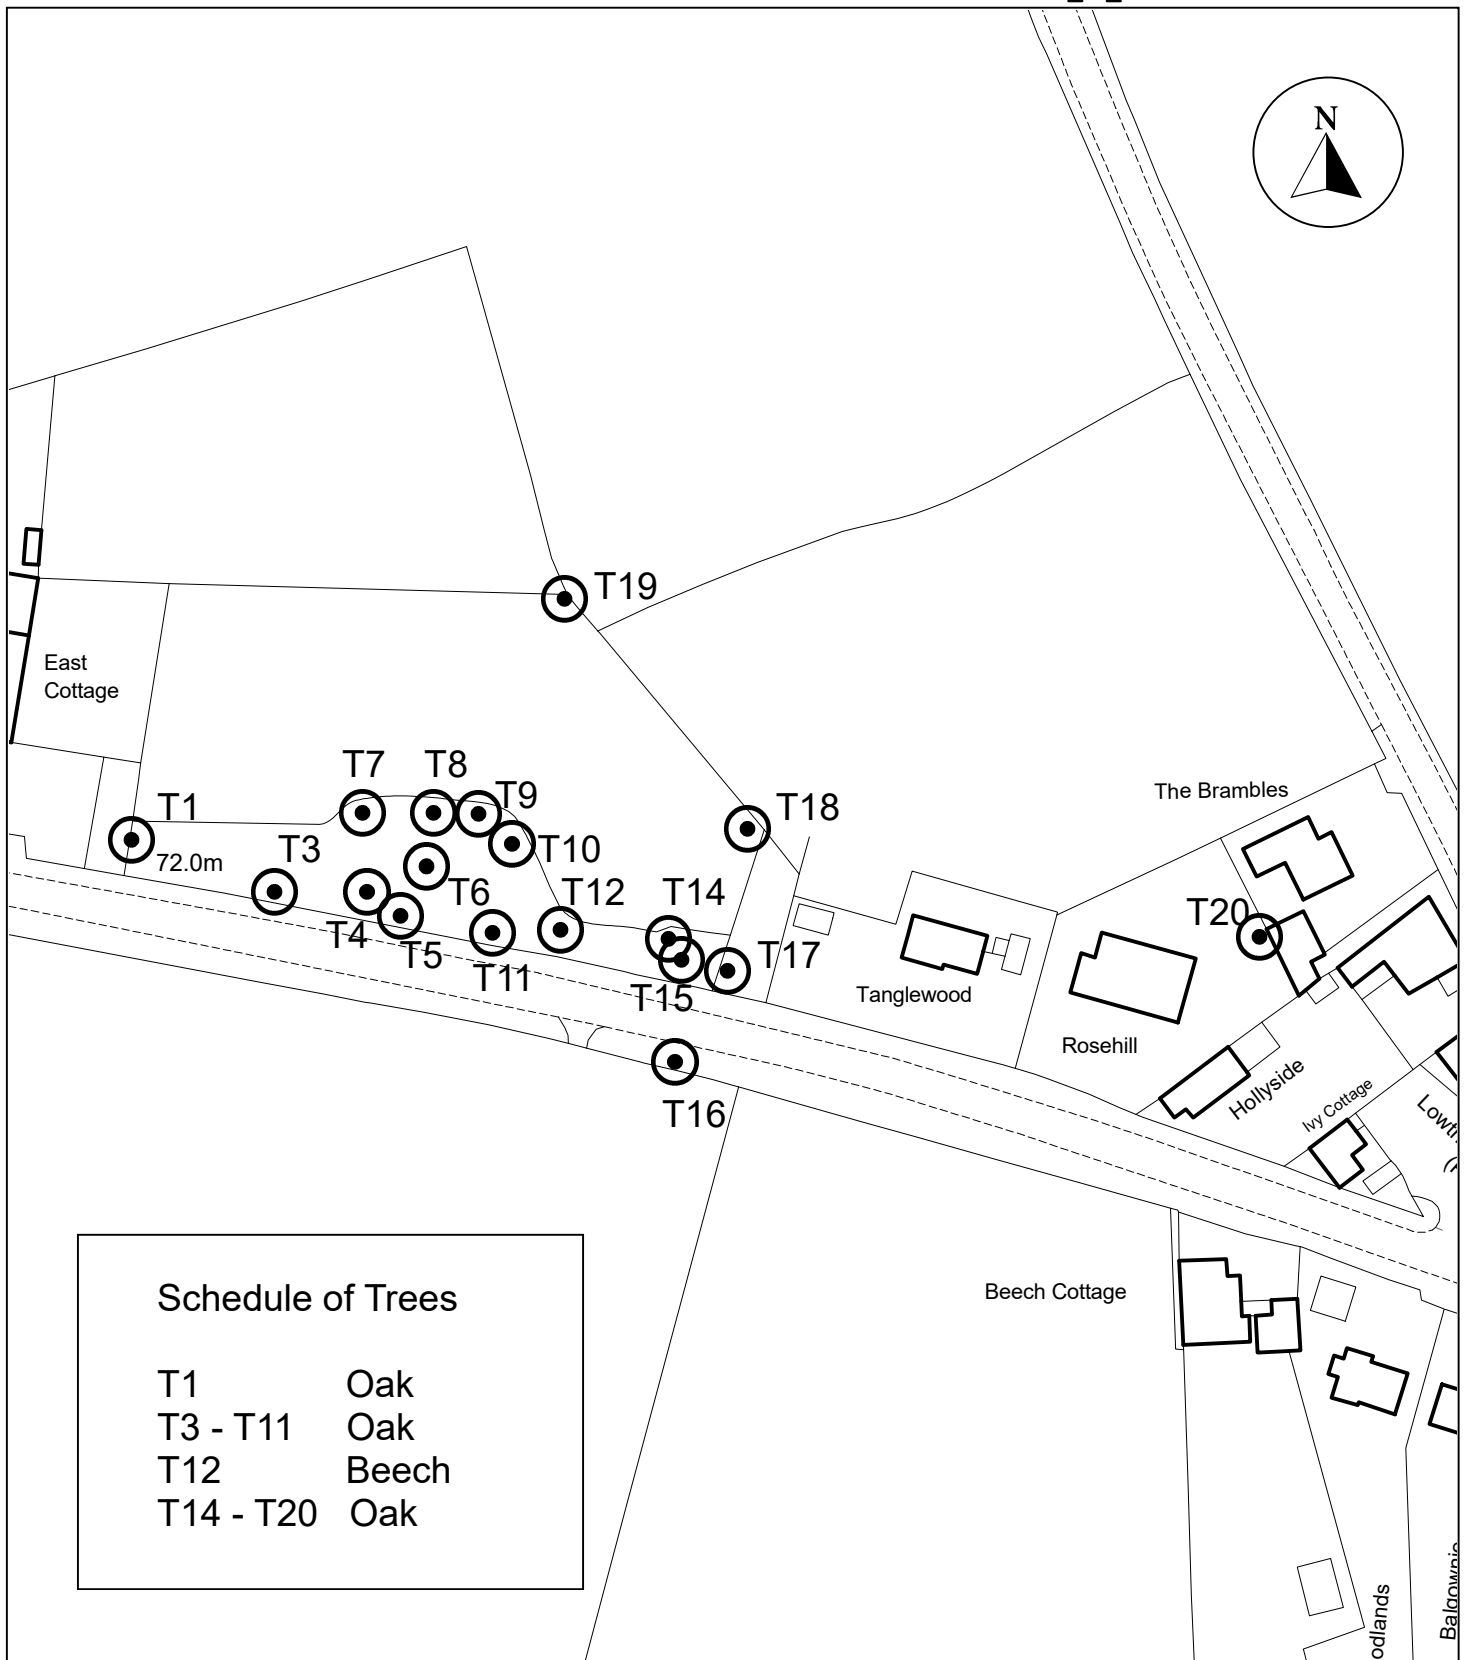 N
T19
East
Cottage
T7
T8
T9
T1
T18
The Brambles
72.0m
T3
T10
T6
T12
T14
T20
T4
T5
T11
T17
T15
Tanglewood
Rosehill
Hollyside
Ivy Cottage
T16
Beech Cottage
Schedule of Trees
T1 Oak
T3 - T11 Oak
T12 Beech
T14 - T20 Oak
odlands